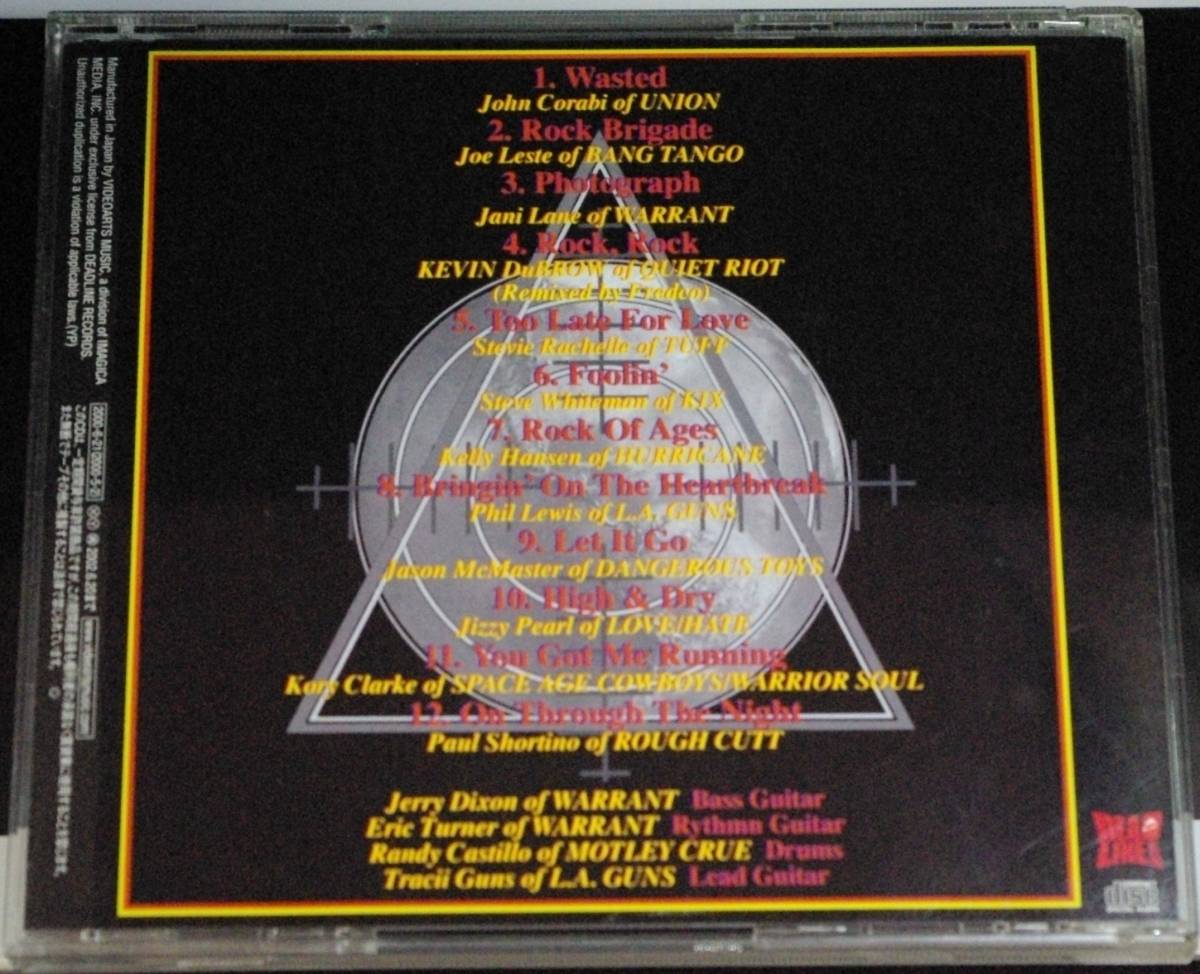 1. Wasted
John Corabi of UNION
2. Rock Brigade
Joe Leste of BANG TANGO
3. Photograph
Jani Lane of WARRANT
4. Rock, Rock
KEVIN DuBROW of QUIET RIOT
(Remixed by Fredco)
5. Too Late For Love
Stevie Rachelle of TUFF
6. Foolin'
Steve Whiteman of KIX
7. Rock Of Ages
Kelly Hansen of HURRICANE
8. Bringin' On The Heartbreak
Phil Lewis of L.A. GUNS
9. Let It Go
Jason McMaster of DANGEROUS TOYS
10. High & Dry
Jizzy Pearl of LOVE/HATE
11. You Got Me Running
Kory Clarke of SPACE AGE COWBOYS/WARRIOR SOUL
12. On Through The Night
Paul Shortino of ROUGH CUTT
Jerry Dixon of WARRANT Bass Guitar
Eric Turner of WARRANT Rythmn Guitar
Randy Castillo of MOTLEY CRUE Drums
Tracii Guns of L.A. GUNS Lead Guitar
Manufactured in Japan by VIDEOARTS MUSIC, a division of IMAGICA
MEDIA, INC. under exclusive license from DEADLINE RECORDS.
Unauthorized duplication is a violation of applicable laws.(YP)
DEAD
LINE